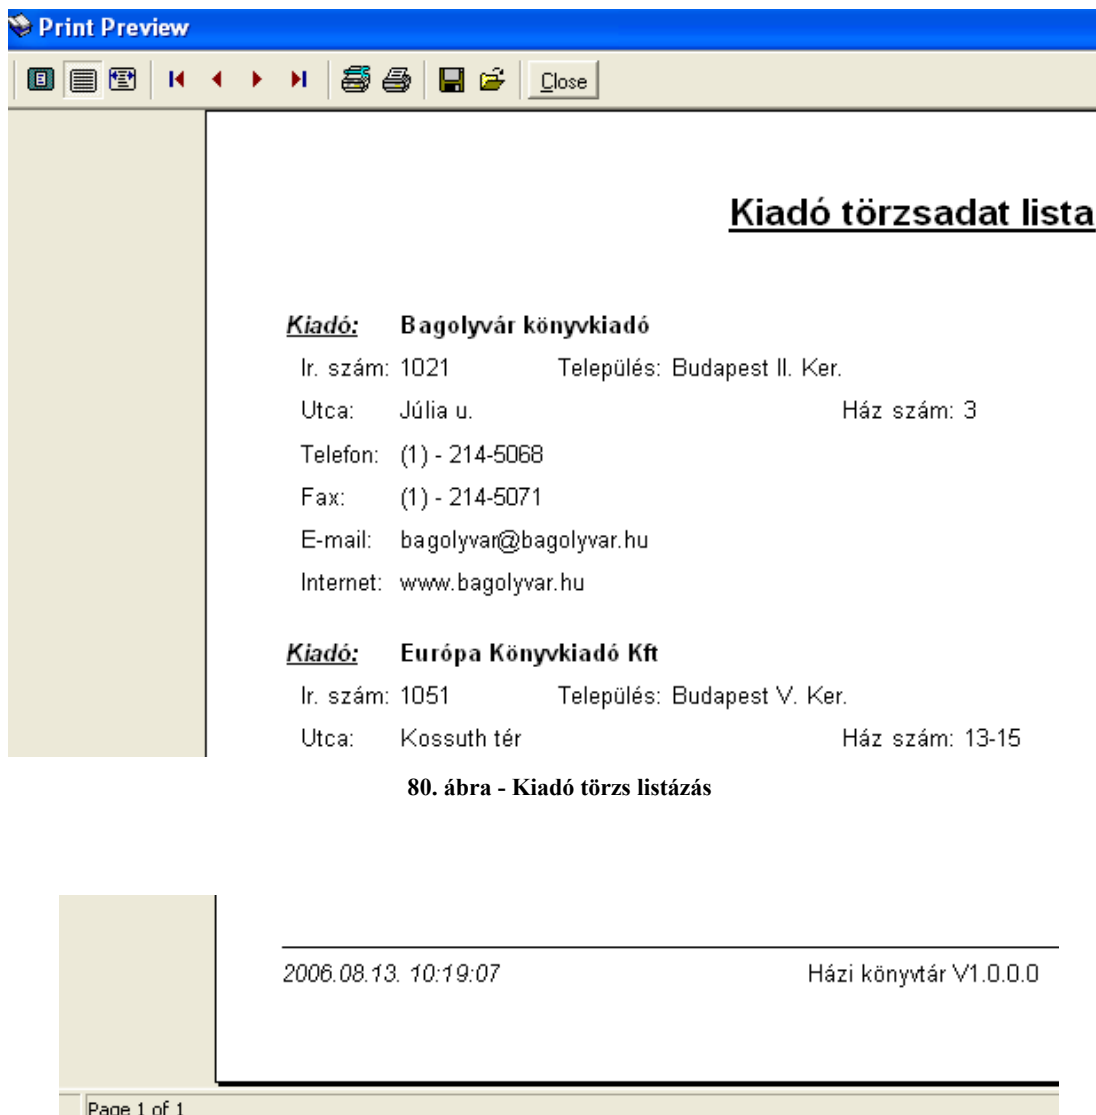 Print Preview
Close
Kiadó törzsadat lista
Kiadó: Bagolyvár könyvkiadó
Ir. szám: 1021 Település: Budapest II. Ker.
Utca: Júlia u. Ház szám: 3
Telefon: (1) - 214-5068
Fax: (1) - 214-5071
E-mail: bagolyvar@bagolyvar.hu
Internet: www.bagolyvar.hu
Kiadó: Európa Könyvkiadó Kft
Ir. szám: 1051 Település: Budapest V. Ker.
Utca: Kossuth tér Ház szám: 13-15
80. ábra - Kiadó törzs listázás
2006.08.13. 10:19:07 Házi könyvtár V1.0.0.0
Page 1 of 1